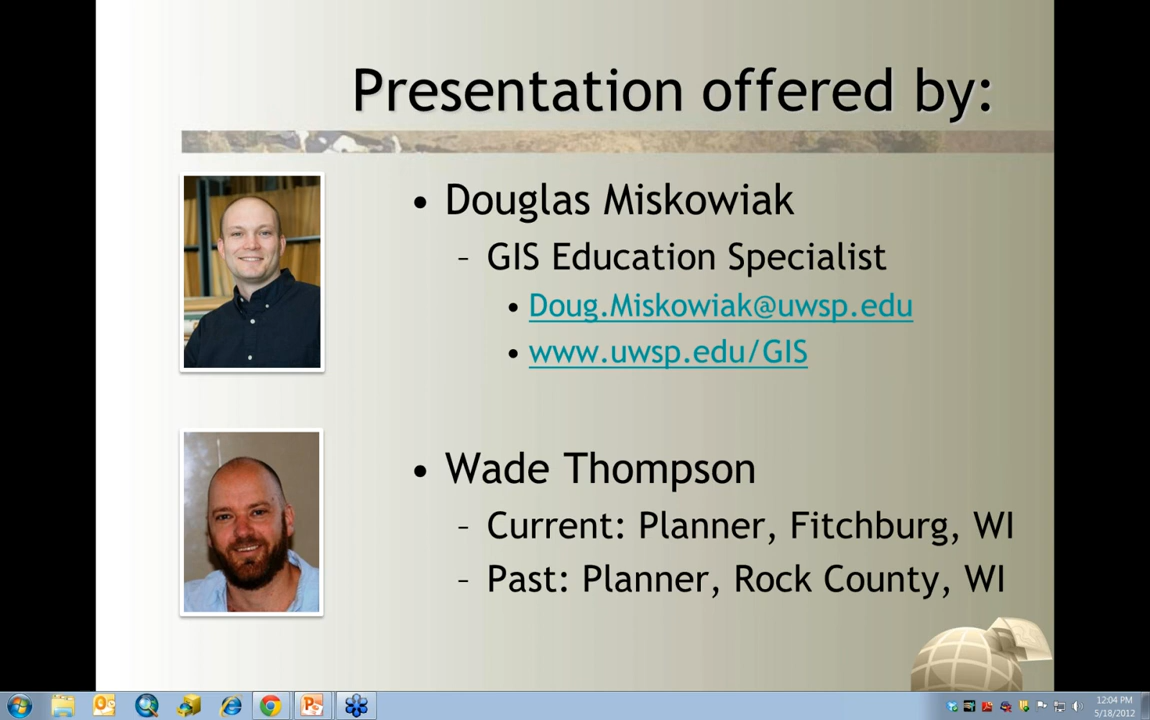 Presentation offered by:
• Douglas Miskowiak
– GIS Education Specialist
• Doug.Miskowiak@uwsp.edu
• www.uwsp.edu/GIS
• Wade Thompson
– Current: Planner, Fitchburg, WI
– Past: Planner, Rock County, WI
12:04 PM
5/18/2012